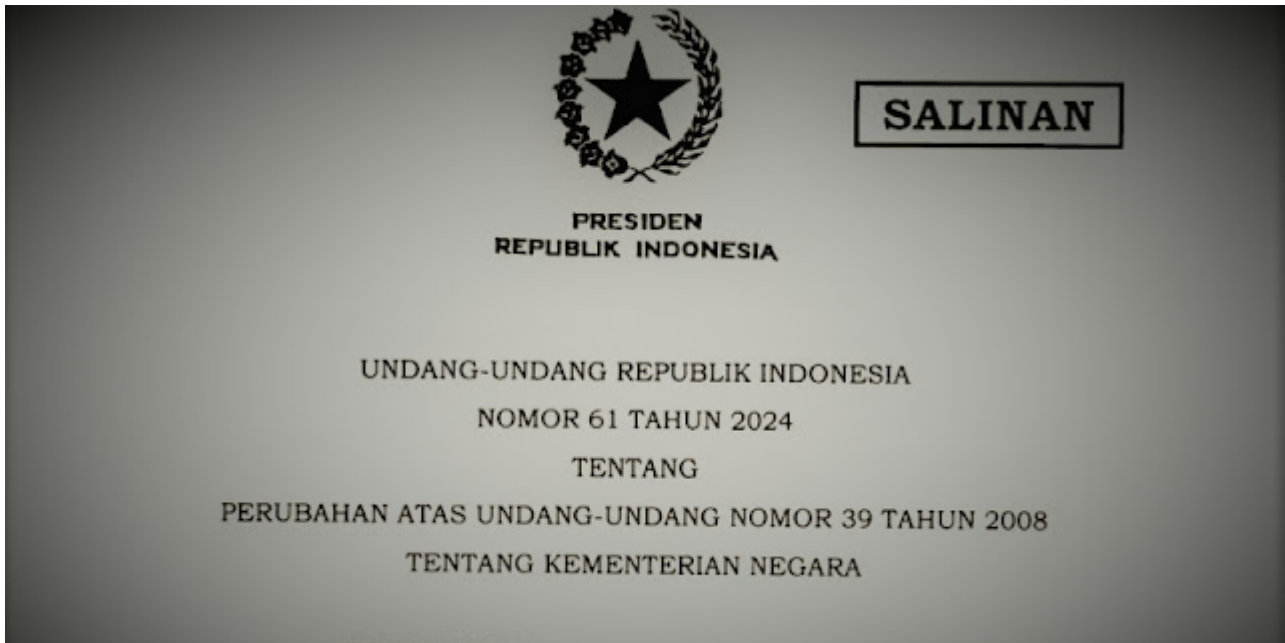 SALINAN
PRESIDEN
REPUBLIK INDONESIA
UNDANG-UNDANG REPUBLIK INDONESIA
NOMOR 61 TAHUN 2024
TENTANG
PERUBAHAN ATAS UNDANG-UNDANG NOMOR 39 TAHUN 2008
TENTANG KEMENTERIAN NEGARA